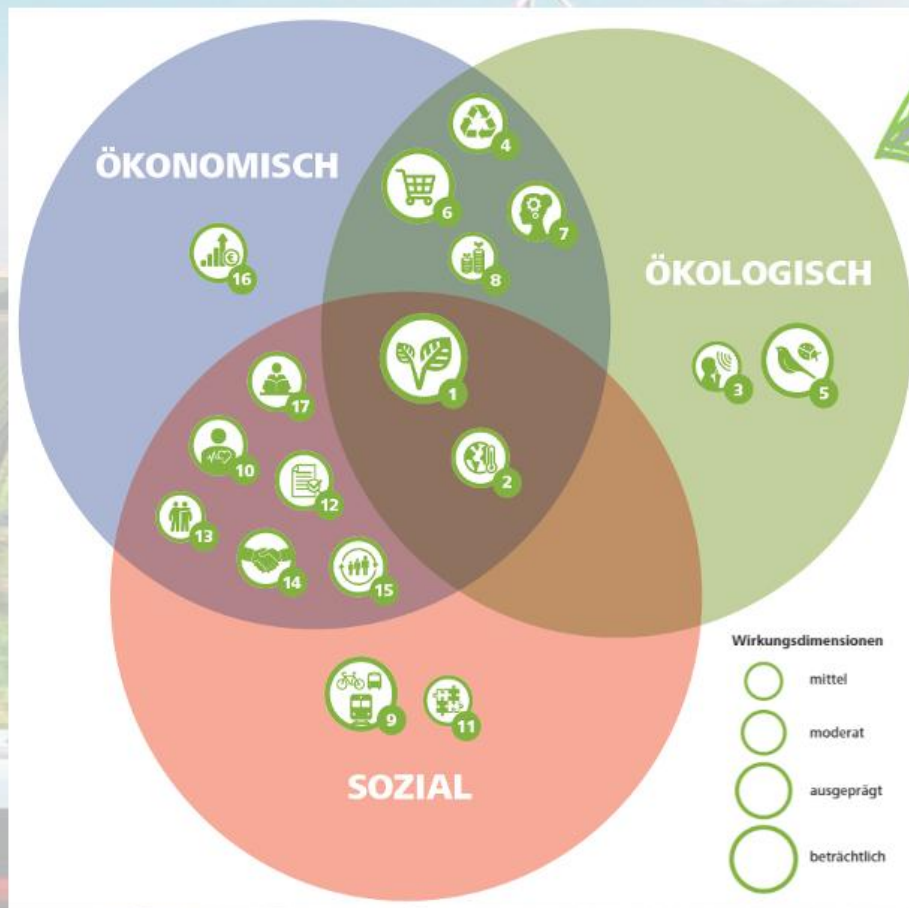 ÖKONOMISCH
ÖKOLOGISCH
SOZIAL
4
6
7
8
16
1
3
5
17
2
10
12
13
14
15
9
11
€
Wirkungsdimensionen
mittel
moderat
ausgeprägt
beträchtlich